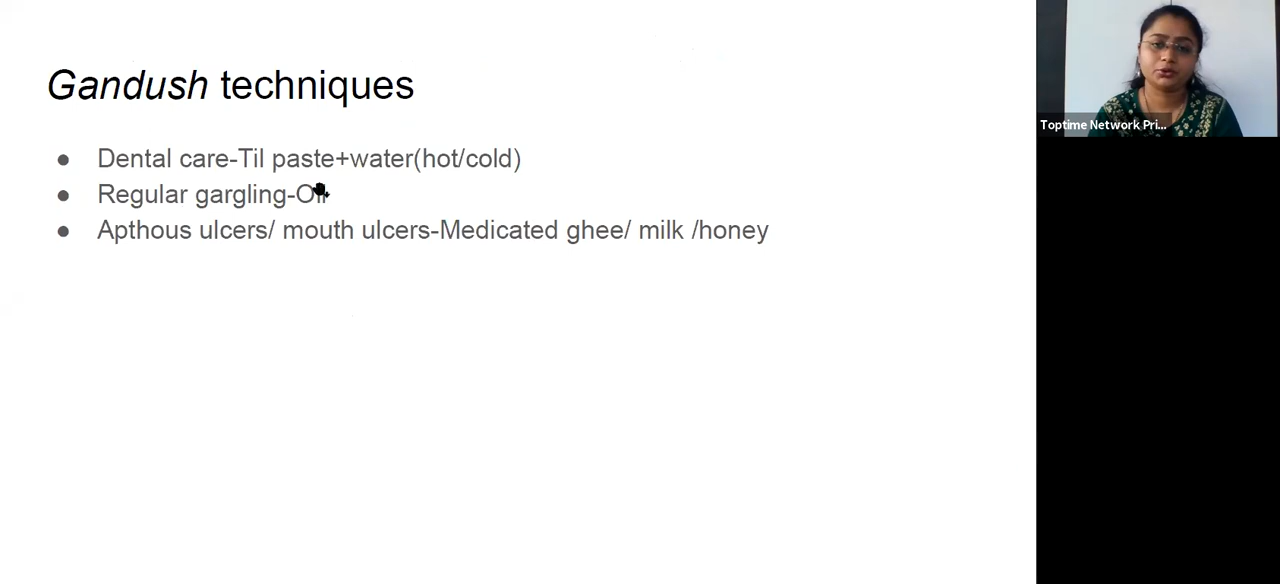 Gandush techniques
● Dental care-Til paste+water(hot/cold)
● Regular gargling-Oil
● Apthous ulcers/ mouth ulcers-Medicated ghee/ milk /honey
Toptime Network Pri...